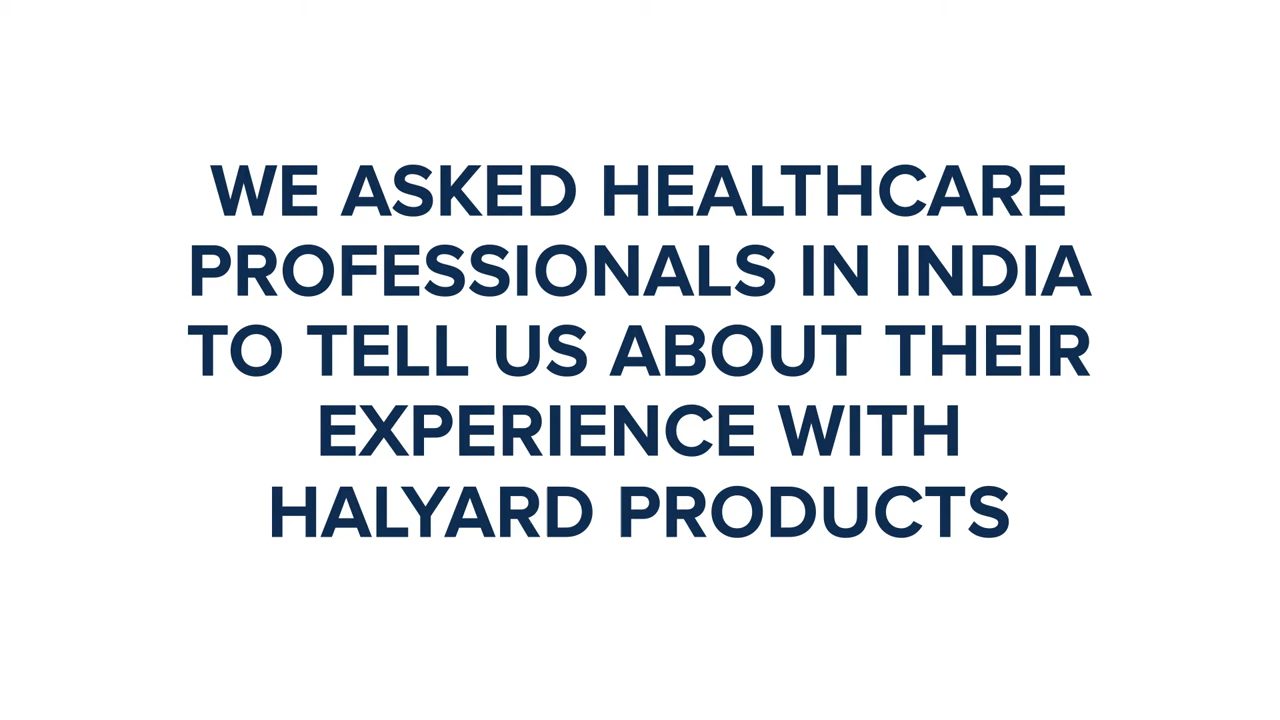 WE ASKED HEALTHCARE
PROFESSIONALS IN INDIA
TO TELL US ABOUT THEIR
EXPERIENCE WITH
HALYARD PRODUCTS